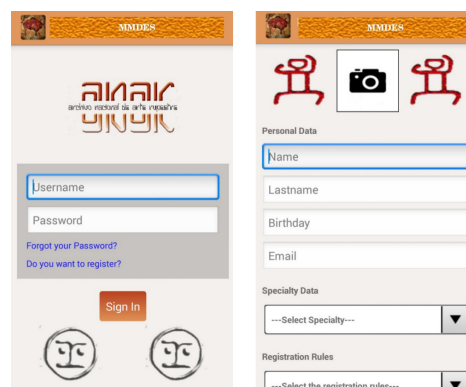 MMDES
anar
archivo nacional de arte rupestre
Username
Password
Forgot your Password?
Do you want to register?
Sign In
MMDES
Personal Data
Name
Lastname
Birthday
Email
Specialty Data
---Select Specialty---
Registration Rules
---Select the registration rules---